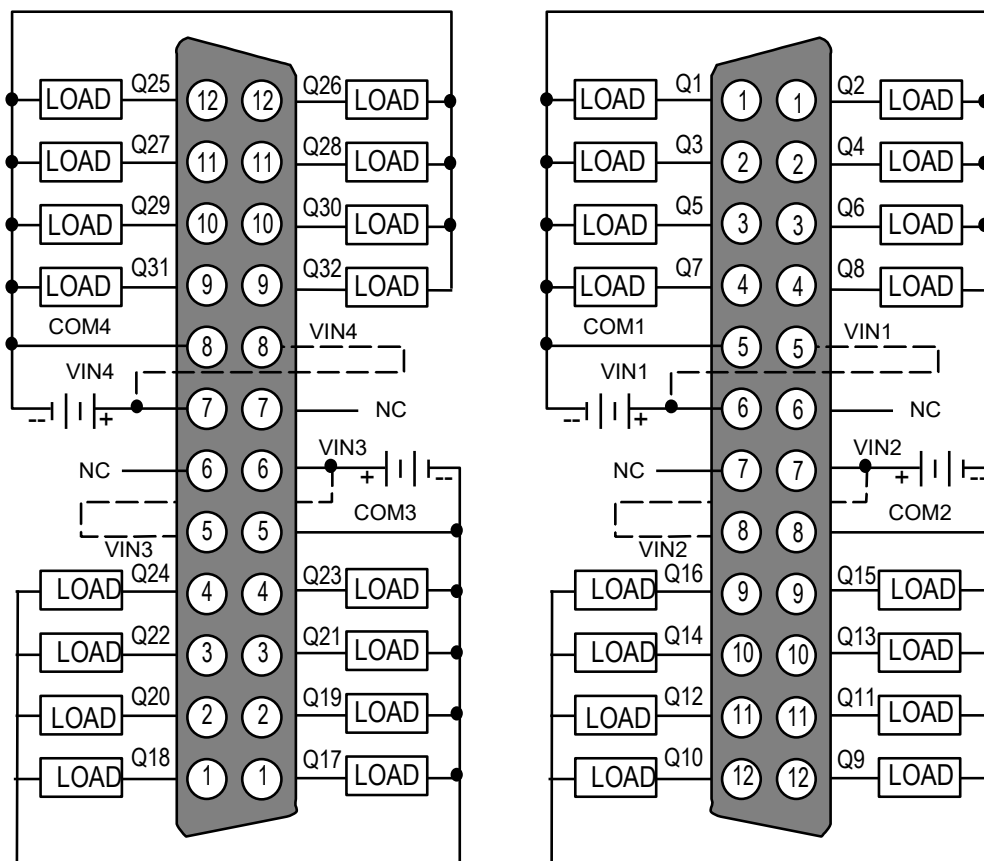 LOAD Q25 12 12 Q26 LOAD
LOAD Q27 11 11 Q28 LOAD
LOAD Q29 10 10 Q30 LOAD
LOAD Q31 9 9 Q32 LOAD
COM4 8 8 VIN4
VIN4
-- + 7 7 NC
NC 6 6 VIN3 + --
5 5 COM3
VIN3
LOAD Q24 4 4 Q23 LOAD
LOAD Q22 3 3 Q21 LOAD
LOAD Q20 2 2 Q19 LOAD
LOAD Q18 1 1 Q17 LOAD
LOAD Q1 1 1 Q2 LOAD
LOAD Q3 2 2 Q4 LOAD
LOAD Q5 3 3 Q6 LOAD
LOAD Q7 4 4 Q8 LOAD
COM1 5 5 VIN1
VIN1
-- + 6 6 NC
NC 7 7 VIN2 + --
8 8 COM2
VIN2
LOAD Q16 9 9 Q15 LOAD
LOAD Q14 10 10 Q13 LOAD
LOAD Q12 11 11 Q11 LOAD
LOAD Q10 12 12 Q9 LOAD